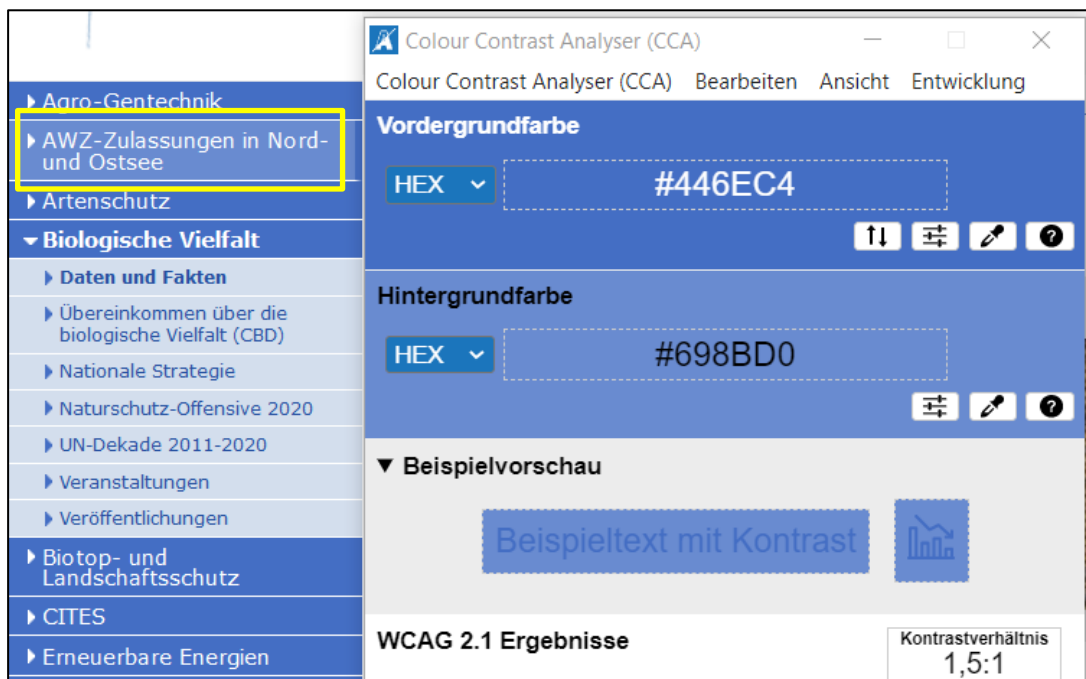 Agro-Gentechnik
AWZ-Zulassungen in Nord-
und Ostsee
Artenschutz
Biologische Vielfalt
Daten und Fakten
Übereinkommen über die
biologische Vielfalt (CBD)
Nationale Strategie
Naturschutz-Offensive 2020
UN-Dekade 2011-2020
Veranstaltungen
Veröffentlichungen
Biotop- und
Landschaftsschutz
CITES
Erneuerbare Energien
Colour Contrast Analyser (CCA)
Colour Contrast Analyser (CCA) Bearbeiten Ansicht Entwicklung
Vordergrundfarbe
HEX #446EC4
Hintergrundfarbe
HEX #698BD0
Beispielvorschau
Beispieltext mit Kontrast
WCAG 2.1 Ergebnisse
Kontrastverhältnis
1,5:1